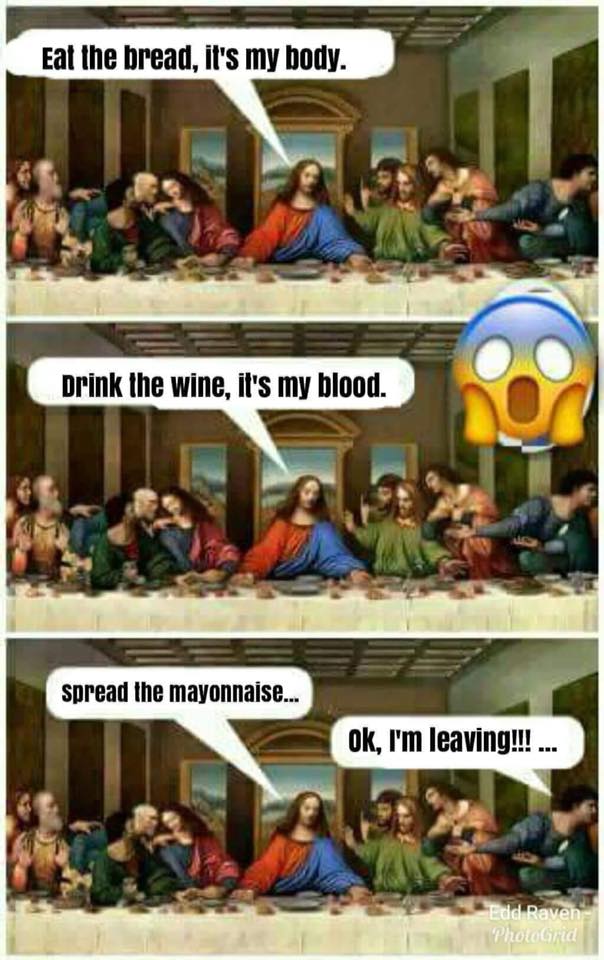 Eat the bread, it's my body.
Drink the wine, it's my blood.
spread the mayonnaise...
Ok, I'm leaving!!! ...
Edd Raven -
PhotoGrid